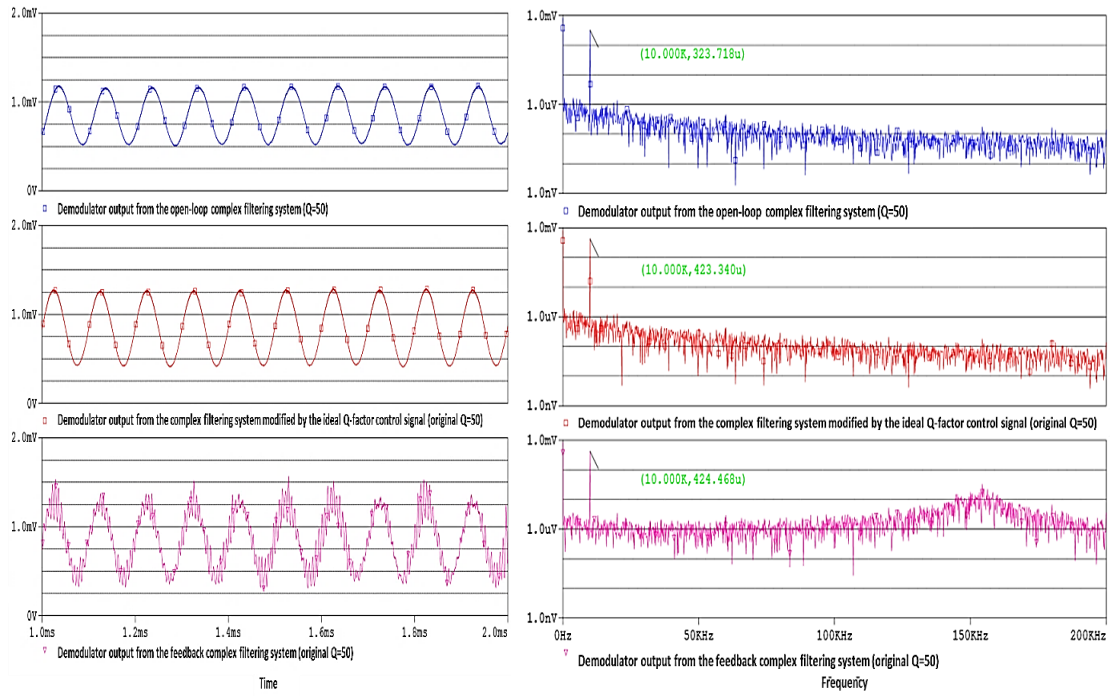 2.0mV
1.0mV
0V
Demodulator output from the open-loop complex filtering system (Q=50)
2.0mV
1.0mV
0V
Demodulator output from the complex filtering system modified by the ideal Q-factor control signal (original Q=50)
2.0mV
1.0mV
0V
1.0ms
1.2ms
1.4ms
1.6ms
1.8ms
2.0ms
Demodulator output from the feedback complex filtering system (original Q=50)
Time
1.0mV
(10.000K,323.718u)
1.0uV
1.0nV
Demodulator output from the open-loop complex filtering system (Q=50)
1.0mV
(10.000K,423.340u)
1.0uV
1.0nV
Demodulator output from the complex filtering system modified by the ideal Q-factor control signal (original Q=50)
1.0mV
(10.000K,424.468u)
1.0uV
1.0nV
0Hz
50KHz
100KHz
150KHz
200KHz
Demodulator output from the feedback complex filtering system (original Q=50)
Frequency